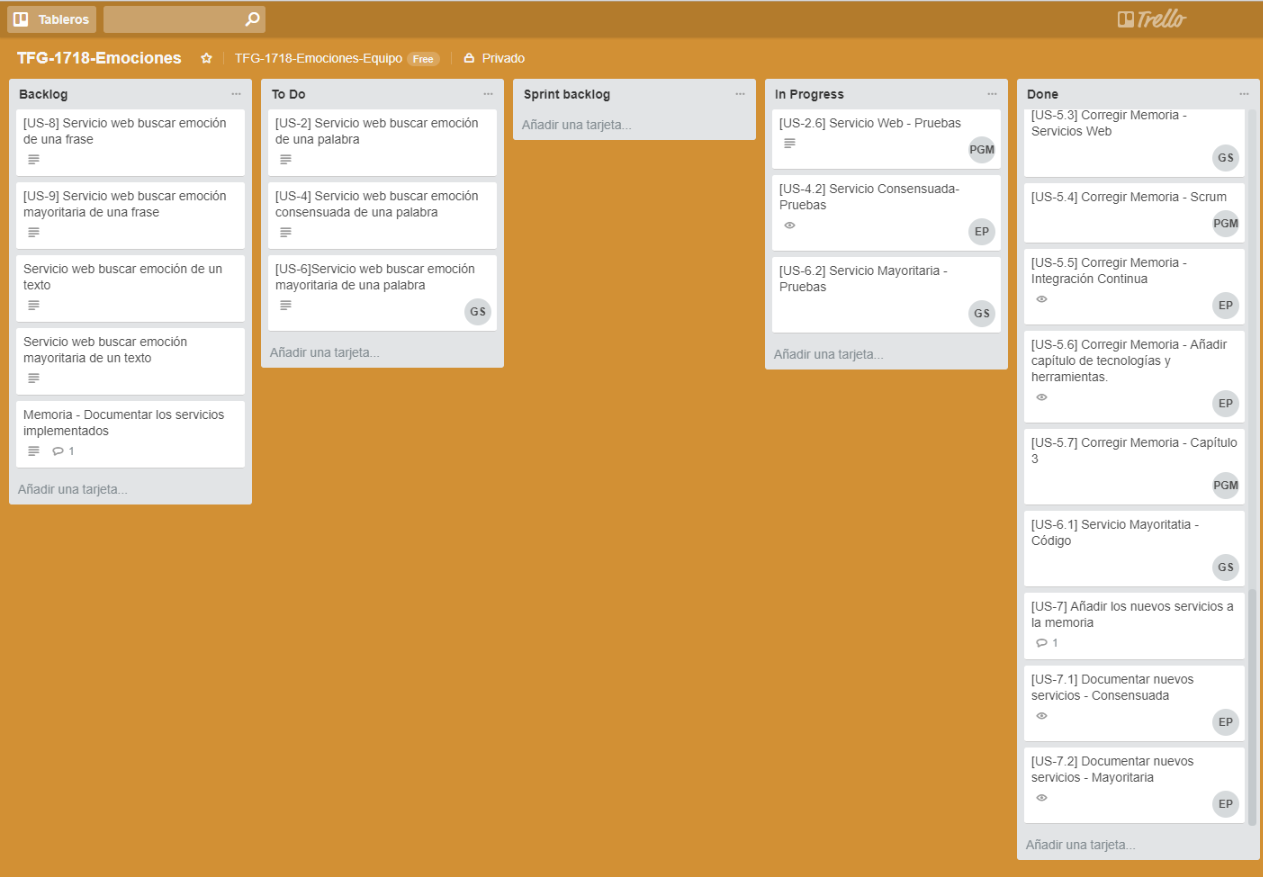 Tableros
Trello
TFG-1718-Emociones
TFG-1718-Emociones-Equipo Free
Privado
Backlog
[US-8] Servicio web buscar emoción
de una frase
[US-9] Servicio web buscar emoción
mayoritaria de una frase
Servicio web buscar emoción de un
texto
Servicio web buscar emoción
mayoritaria de un texto
Memoria - Documentar los servicios
implementados
1
Añadir una tarjeta...
To Do
[US-2] Servicio web buscar emoción
de una palabra
[US-4] Servicio web buscar emoción
consensuada de una palabra
[US-6]Servicio web buscar emoción
mayoritaria de una palabra
GS
Añadir una tarjeta...
Sprint backlog
Añadir una tarjeta...
In Progress
[US-2.6] Servicio Web - Pruebas
PGM
[US-4.2] Servicio Consensuada-
Pruebas
EP
[US-6.2] Servicio Mayoritaria -
Pruebas
GS
Añadir una tarjeta...
Done
[US-5.3] Corregir Memoria -
Servicios Web
GS
[US-5.4] Corregir Memoria - Scrum
PGM
[US-5.5] Corregir Memoria -
Integración Continua
EP
[US-5.6] Corregir Memoria - Añadir
capítulo de tecnologías y
herramientas.
EP
[US-5.7] Corregir Memoria - Capítulo
3
PGM
[US-6.1] Servicio Mayoritatia -
Código
GS
[US-7] Añadir los nuevos servicios a
la memoria
1
[US-7.1] Documentar nuevos
servicios - Consensuada
EP
[US-7.2] Documentar nuevos
servicios - Mayoritaria
EP
Añadir una tarjeta...